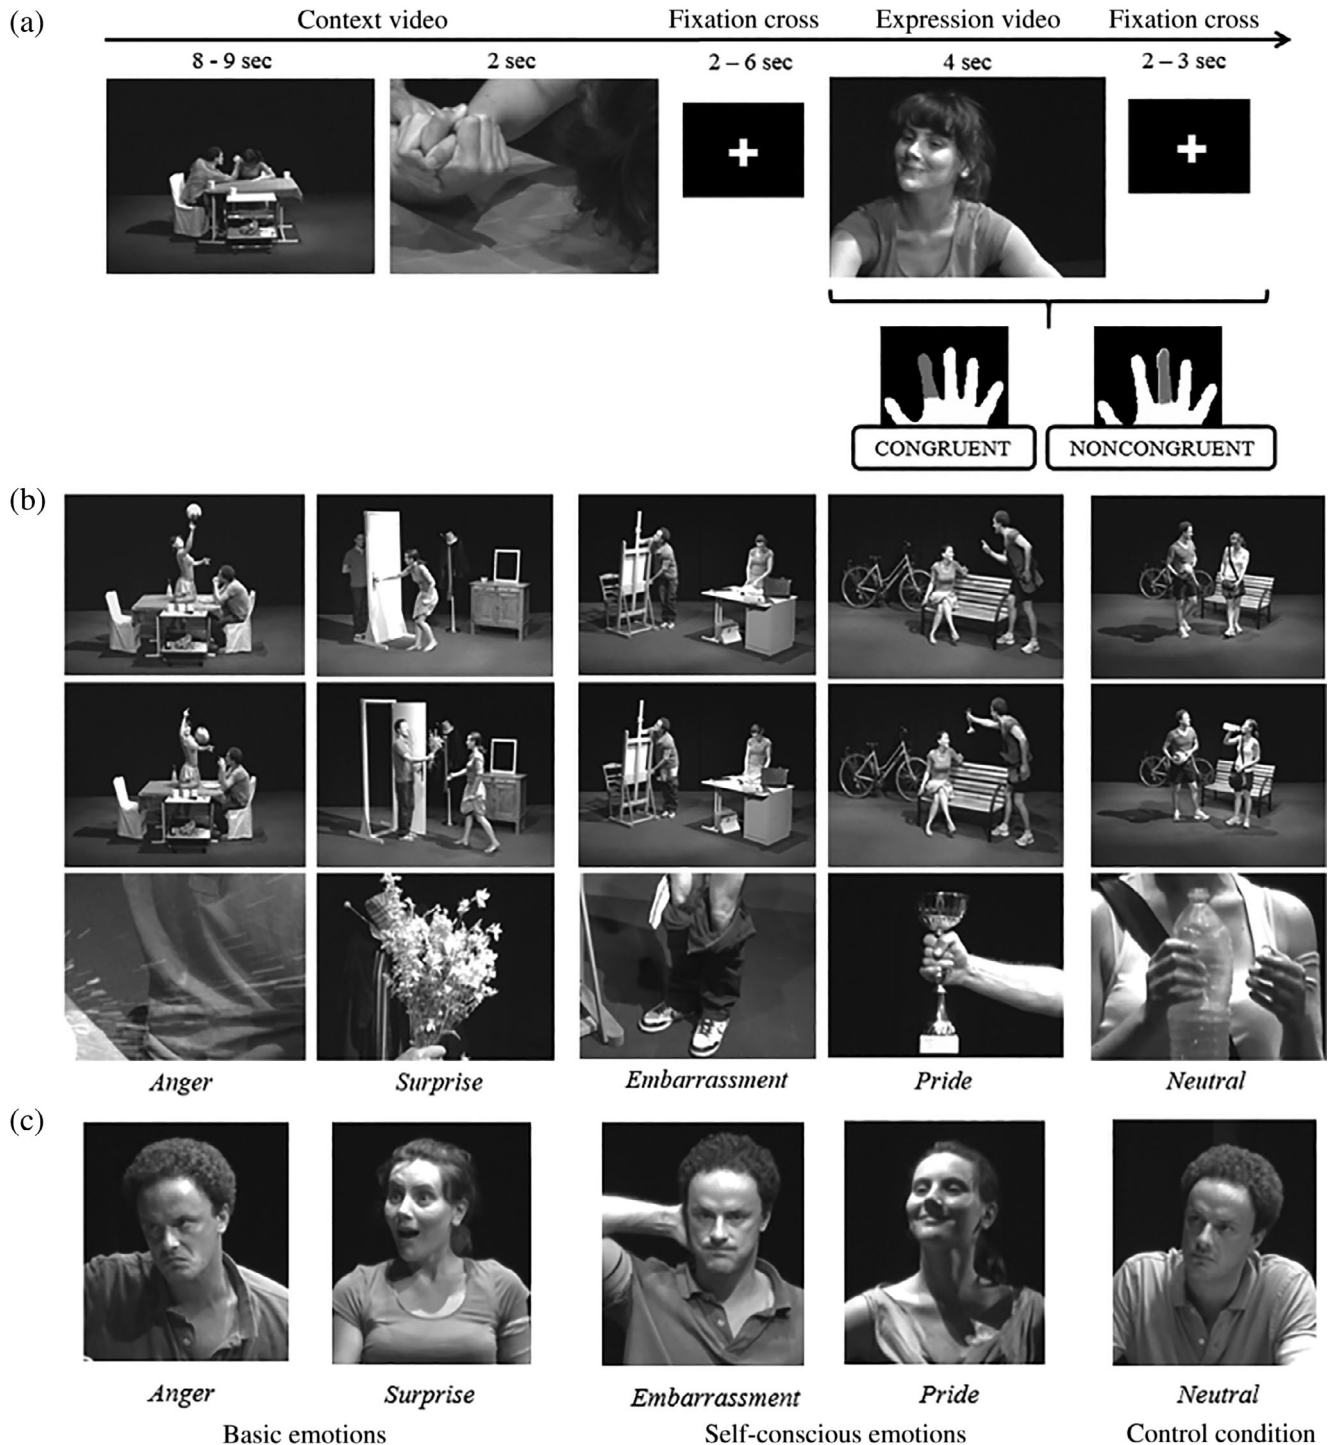 (a)
Context video Fixation cross Expression video Fixation cross
8 - 9 sec 2 sec 2 – 6 sec 4 sec 2 – 3 sec
CONGRUENT NONCONGRUENT
(b)
Anger Surprise Embarrassment Pride Neutral
(c)
Anger Surprise Embarrassment Pride Neutral
Basic emotions Self-conscious emotions Control condition